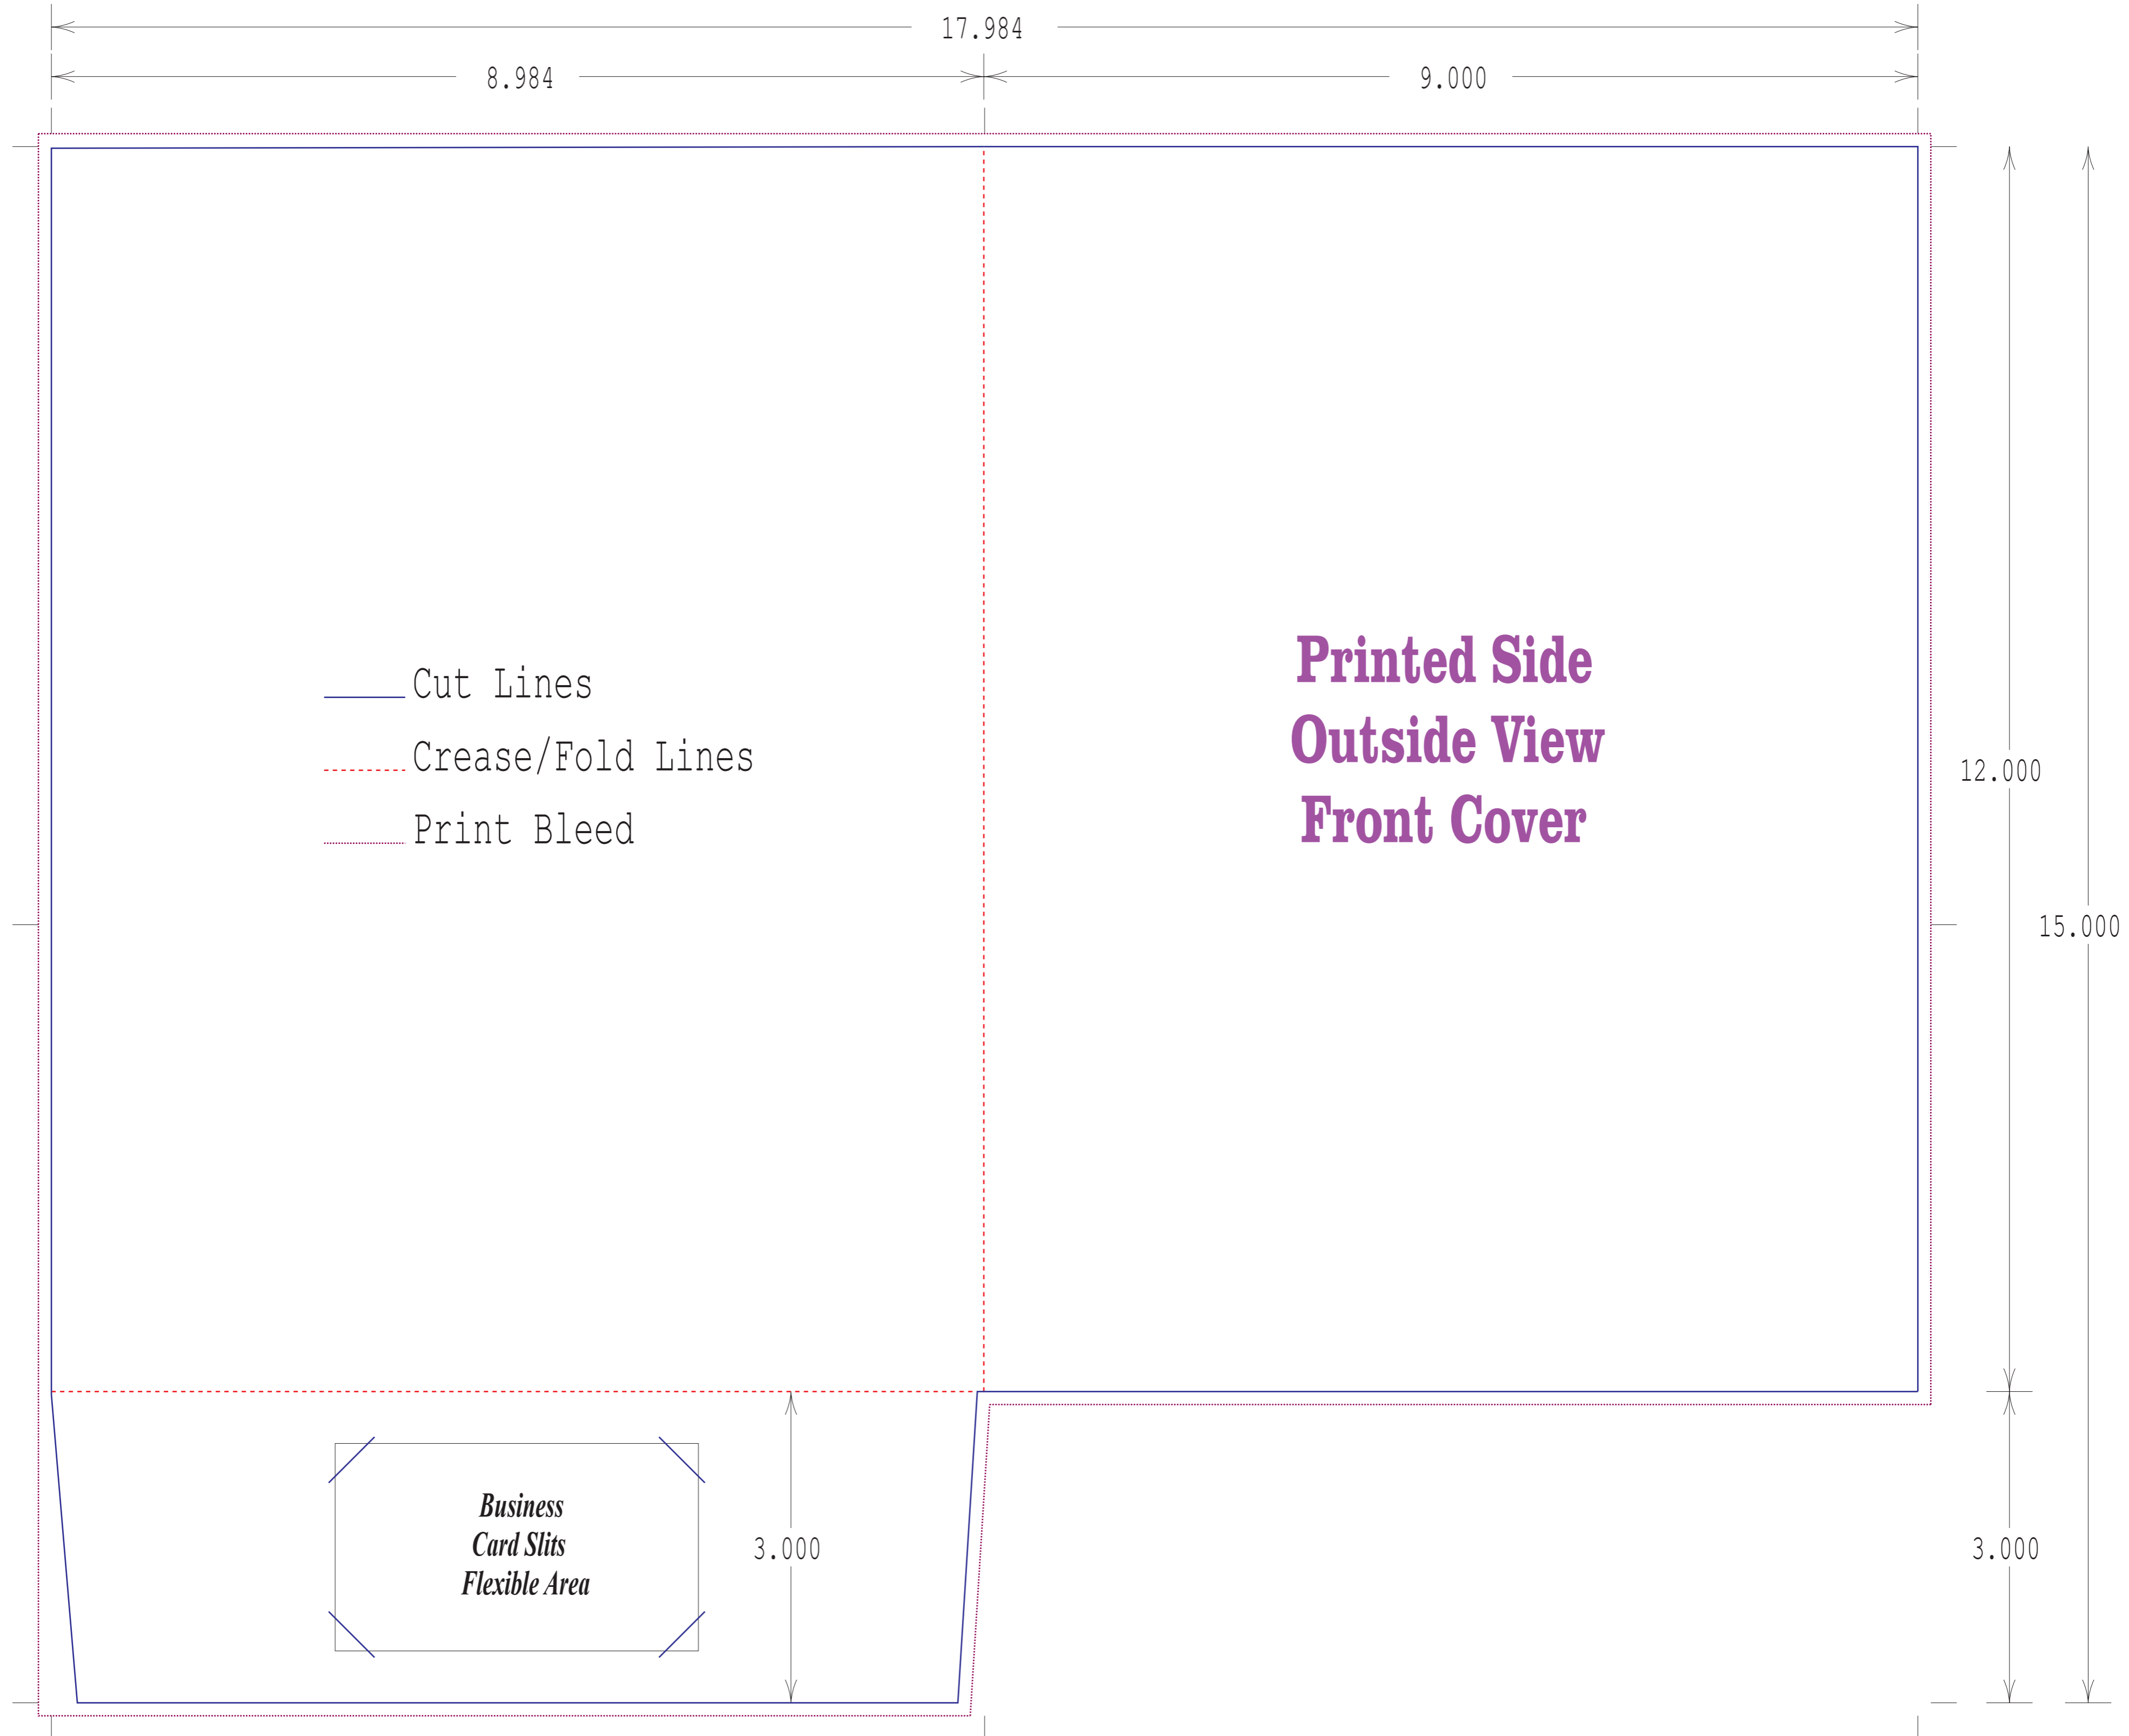 17.984
8.984
9.000
Cut Lines
Crease/Fold Lines
Print Bleed
Printed Side
Outside View
Front Cover
12.000
15.000
Business
Card Slits
Flexible Area
3.000
3.000